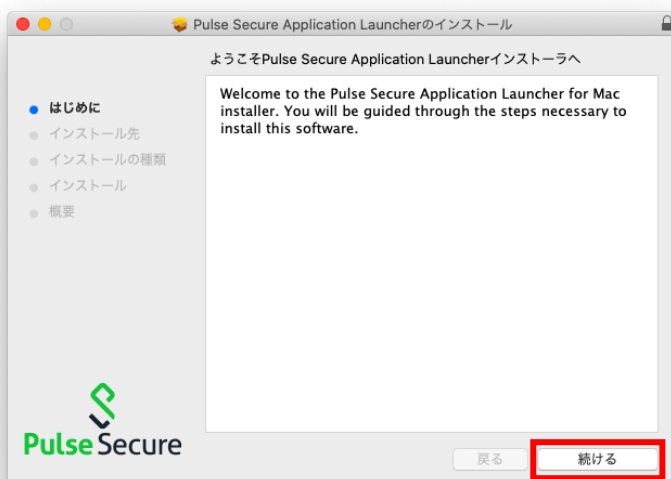 Pulse Secure Application Launcherのインストール
ようこそPulse Secure Application Launcherインストーラへ
はじめに
インストール先
インストールの種類
インストール
概要
Welcome to the Pulse Secure Application Launcher for Mac
installer. You will be guided through the steps necessary to
install this software.
Pulse Secure
戻る
続ける